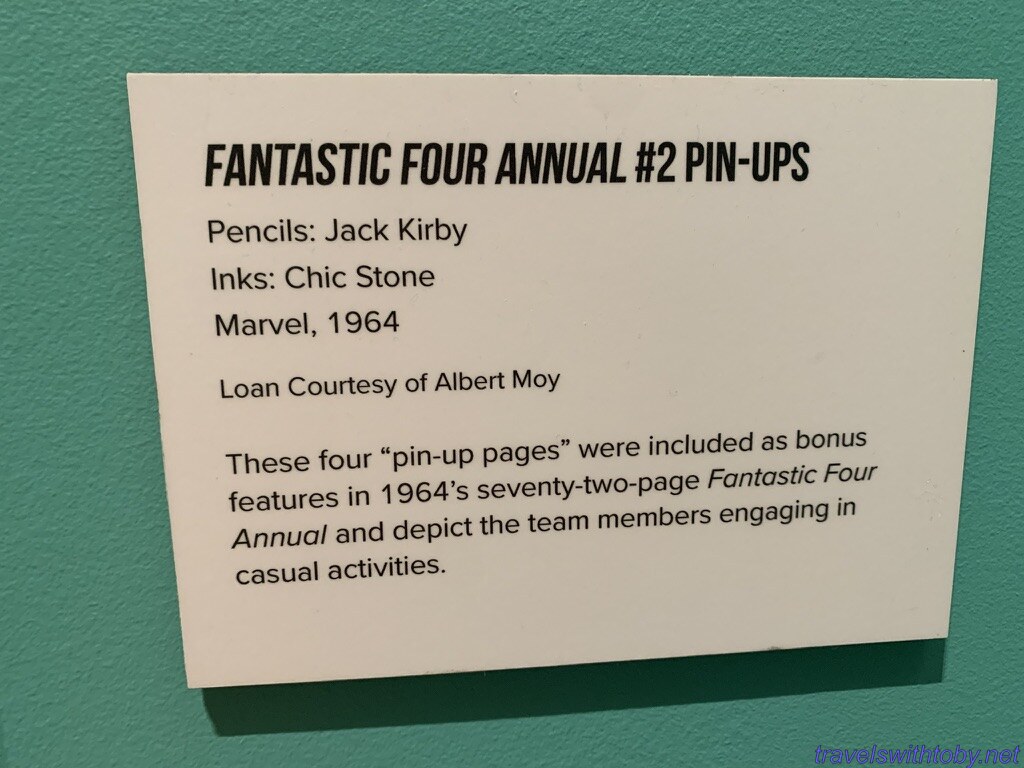 FANTASTIC FOUR ANNUAL #2 PIN-UPS
Pencils: Jack Kirby
Inks: Chic Stone
Marvel, 1964
Loan Courtesy of Albert Moy
These four “pin-up pages” were included as bonus
features in 1964’s seventy-two-page Fantastic Four
Annual and depict the team members engaging in
casual activities.
travelswithtoby.net